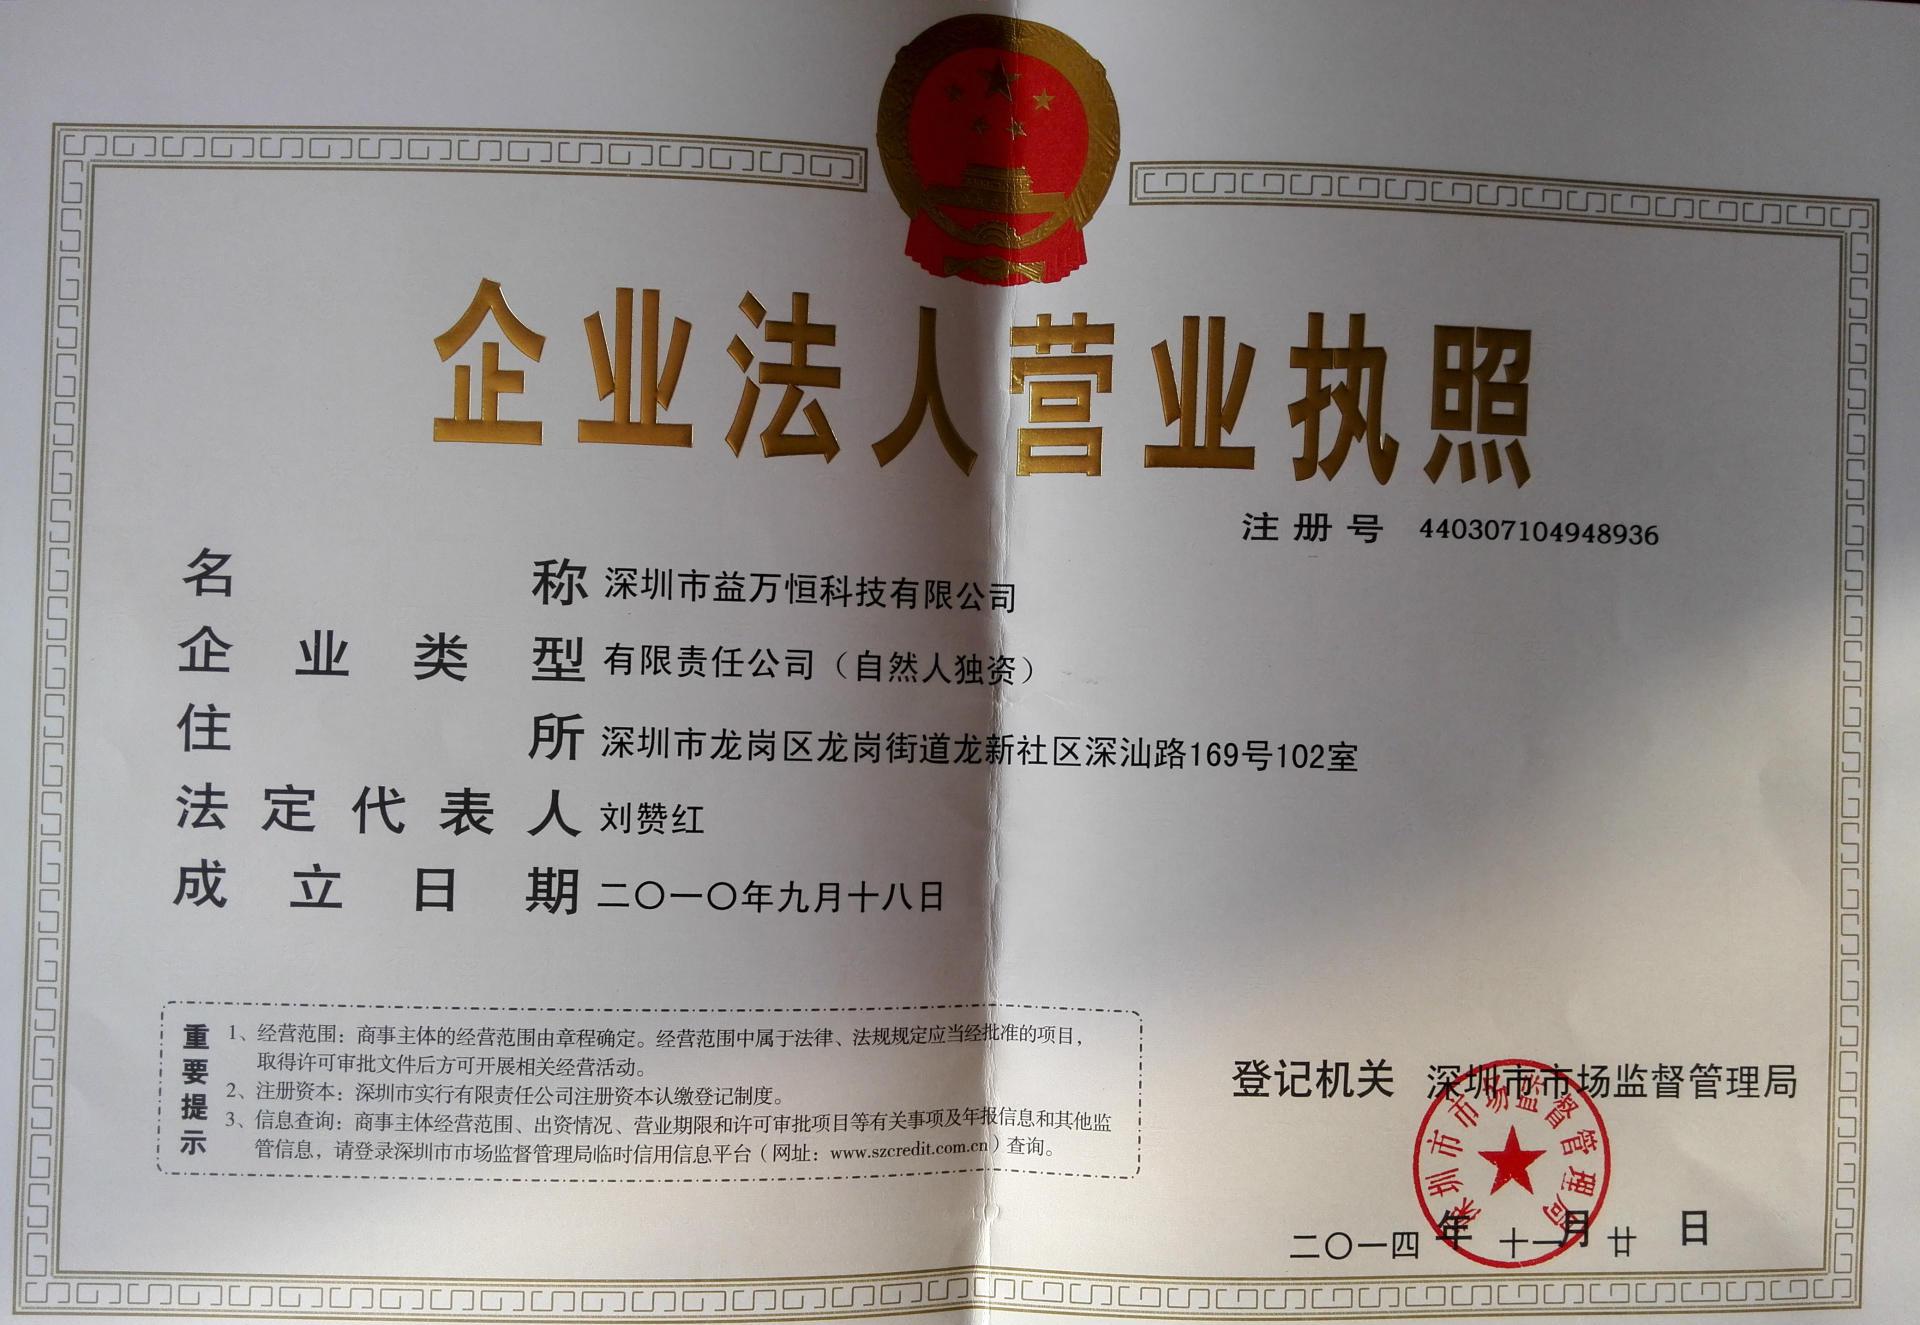 企业法人营业执照
注册号 440307104948936
名称 深圳市益万恒科技有限公司
企业类型 有限责任公司（自然人独资）
住所 深圳市龙岗区龙岗街道龙新社区深汕路169号102室
法定代表人 刘赞红
成立日期 二〇一〇年九月十八日
重要提示
1、经营范围：商事主体的经营范围由章程确定。经营范围中属于法律、法规规定应当经批准的项目，
取得许可审批文件后方可开展相关经营活动。
2、注册资本：深圳市实行有限责任公司注册资本认缴登记制度。
3、信息查询：商事主体经营范围、出资情况、营业期限和许可审批项目等有关事项及年报信息和其他监
管信息，请登录深圳市市场监督管理局临时信用信息平台（网址：www.szcredit.com.cn）查询。
登记机关 深圳市市场监督管理局
深圳市市场监督管理局
二〇一四年十一月廿日